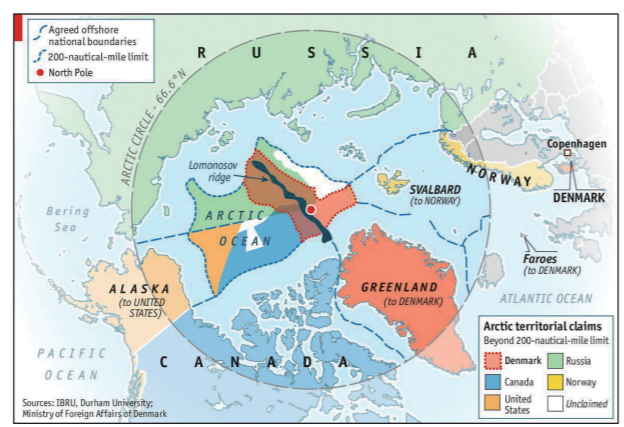 Agreed offshore
national boundaries
200-nautical-mile limit
North Pole
R U S S I A
ARCTIC CIRCLE - 66.6°N
Lomonosov
ridge
Copenhagen
NORWAY
DENMARK
SVALBARD
(to NORWAY)
Bering
Sea
ARCTIC
OCEAN
Faroes
(to DENMARK)
ALASKA
(to UNITED
STATES)
GREENLAND
(to DENMARK)
ATLANTIC OCEAN
PACIFIC
OCEAN
C A N A D A
Arctic territorial claims
Beyond 200-nautical-mile limit
Denmark
Russia
Canada
Norway
United
States
Unclaimed
Sources: IBRU, Durham University;
Ministry of Foreign Affairs of Denmark